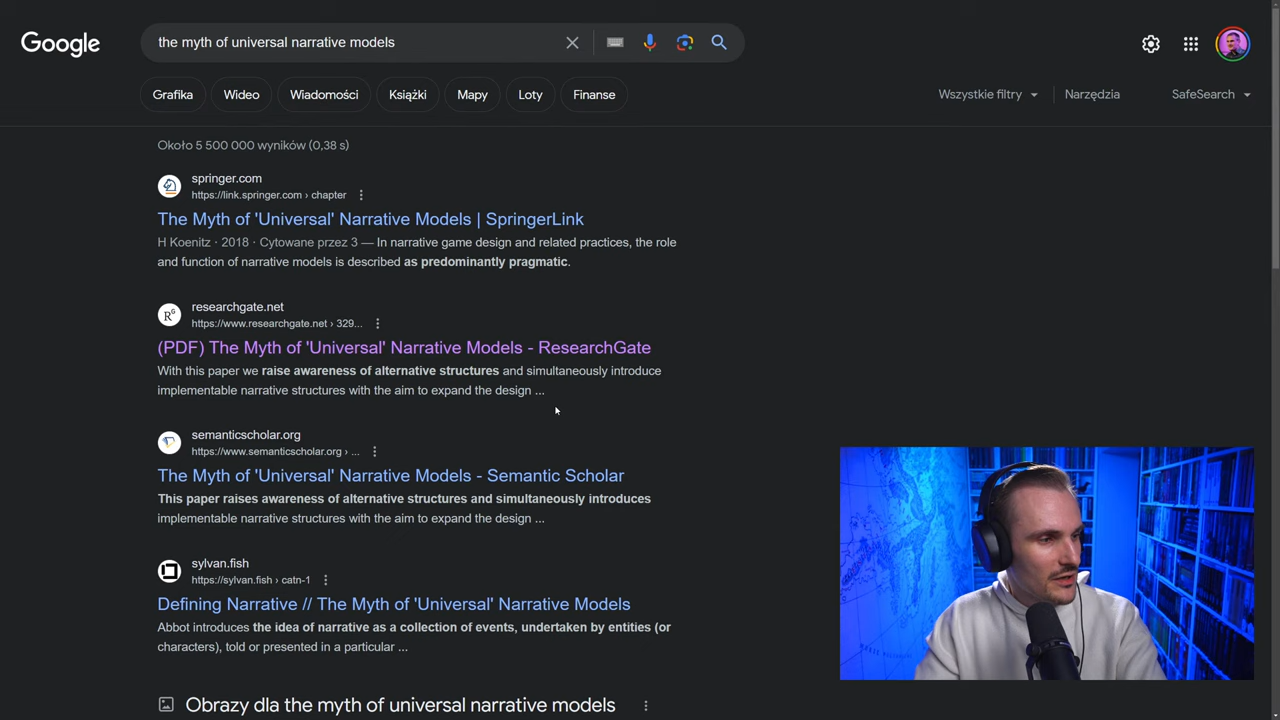 Google
the myth of universal narrative models
Grafika
Wideo
Wiadomości
Książki
Mapy
Loty
Finanse
Wszystkie filtry
Narzędzia
SafeSearch
Około 5 500 000 wyników (0,38 s)
springer.com
https://link.springer.com › chapter
The Myth of 'Universal' Narrative Models | SpringerLink
H Koenitz · 2018 · Cytowane przez 3 — In narrative game design and related practices, the role
and function of narrative models is described as predominantly pragmatic.
researchgate.net
https://www.researchgate.net › 329...
(PDF) The Myth of 'Universal' Narrative Models - ResearchGate
With this paper we raise awareness of alternative structures and simultaneously introduce
implementable narrative structures with the aim to expand the design ...
semanticscholar.org
https://www.semanticscholar.org › ...
The Myth of 'Universal' Narrative Models - Semantic Scholar
This paper raises awareness of alternative structures and simultaneously introduces
implementable narrative structures with the aim to expand the design ...
sylvan.fish
https://sylvan.fish › catn-1
Defining Narrative // The Myth of 'Universal' Narrative Models
Abbot introduces the idea of narrative as a collection of events, undertaken by entities (or
characters), told or presented in a particular ...
Obrazy dla the myth of universal narrative models